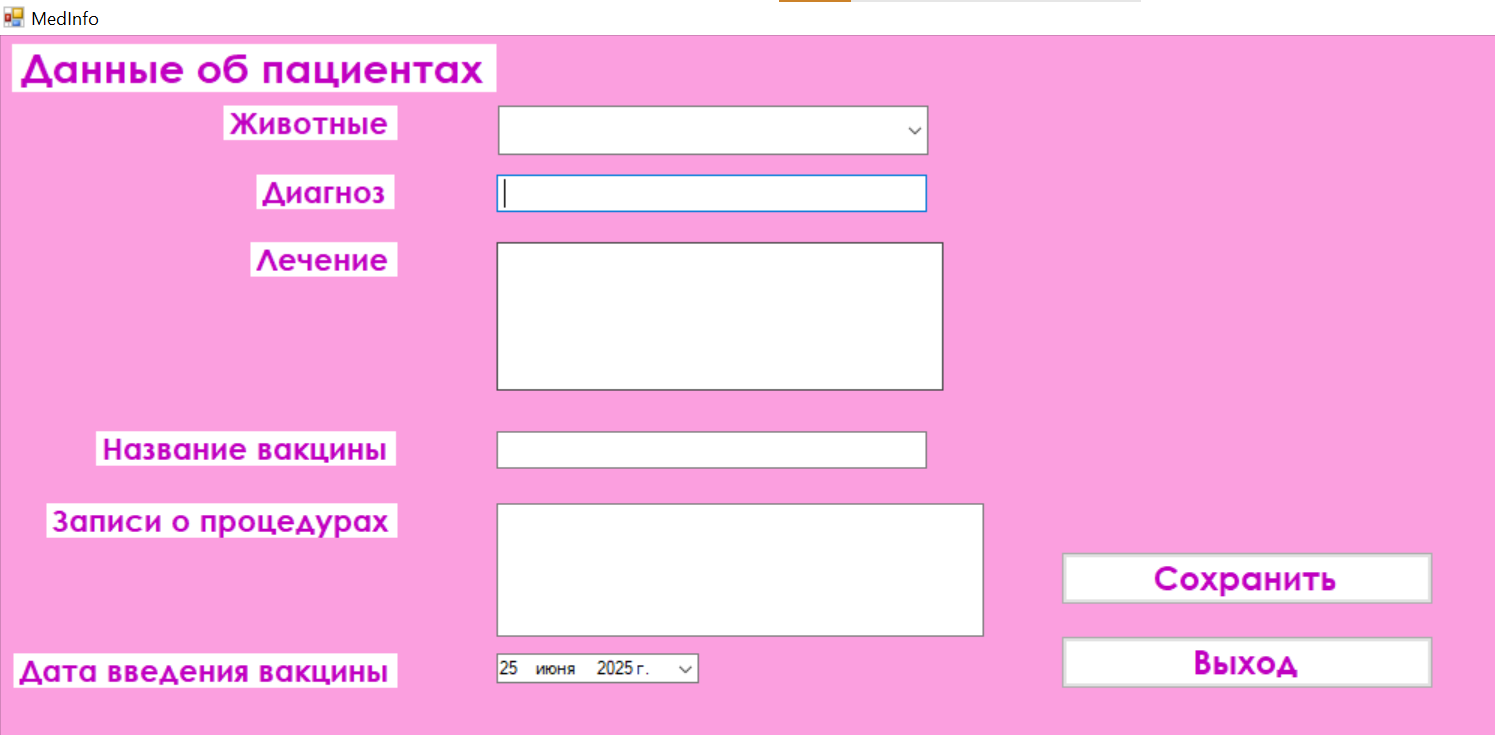 MedInfo
Данные об пациентах
Животные
Диагноз
Лечение
Название вакцины
Записи о процедурах
Сохранить
Дата введения вакцины 25 июня 2025 г.
Выход